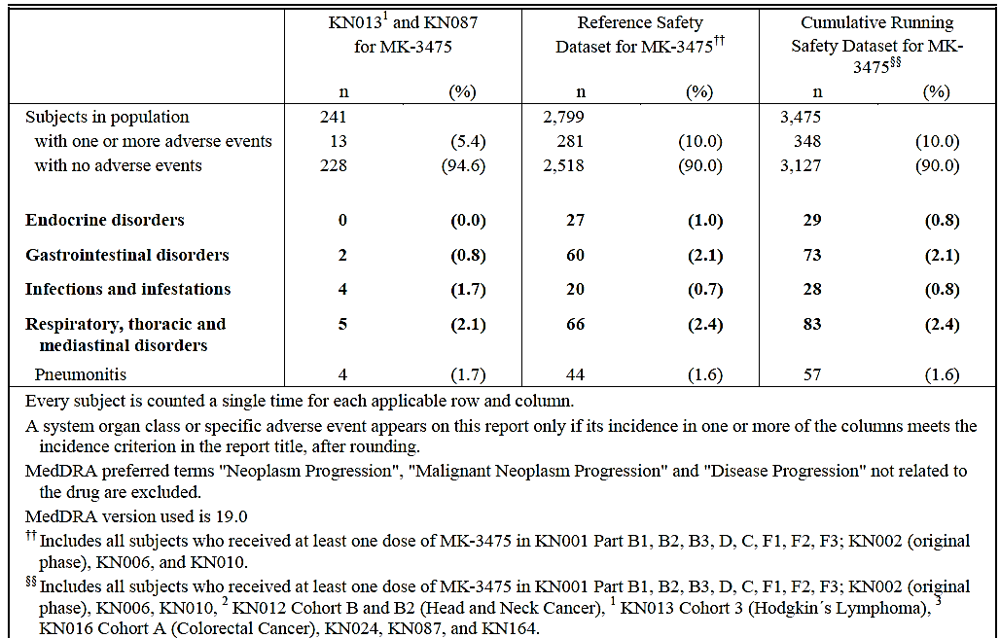 KN013¹ and KN087 for MK-3475 Reference Safety Dataset for MK-3475†† Cumulative Running Safety Dataset for MK-3475§§
n (%) n (%) n (%)
Subjects in population 241 2,799 3,475
with one or more adverse events 13 (5.4) 281 (10.0) 348 (10.0)
with no adverse events 228 (94.6) 2,518 (90.0) 3,127 (90.0)
Endocrine disorders 0 (0.0) 27 (1.0) 29 (0.8)
Gastrointestinal disorders 2 (0.8) 60 (2.1) 73 (2.1)
Infections and infestations 4 (1.7) 20 (0.7) 28 (0.8)
Respiratory, thoracic and 5 (2.1) 66 (2.4) 83 (2.4)
mediastinal disorders
Pneumonitis 4 (1.7) 44 (1.6) 57 (1.6)
Every subject is counted a single time for each applicable row and column.
A system organ class or specific adverse event appears on this report only if its incidence in one or more of the columns meets the
incidence criterion in the report title, after rounding.
MedDRA preferred terms "Neoplasm Progression", "Malignant Neoplasm Progression" and "Disease Progression" not related to
the drug are excluded.
MedDRA version used is 19.0
†† Includes all subjects who received at least one dose of MK-3475 in KN001 Part B1, B2, B3, D, C, F1, F2, F3; KN002 (original
phase), KN006, and KN010.
§§ Includes all subjects who received at least one dose of MK-3475 in KN001 Part B1, B2, B3, D, C, F1, F2, F3; KN002 (original
phase), KN006, KN010, ² KN012 Cohort B and B2 (Head and Neck Cancer), ¹ KN013 Cohort 3 (Hodgkin´s Lymphoma), ³
KN016 Cohort A (Colorectal Cancer), KN024, KN087, and KN164.